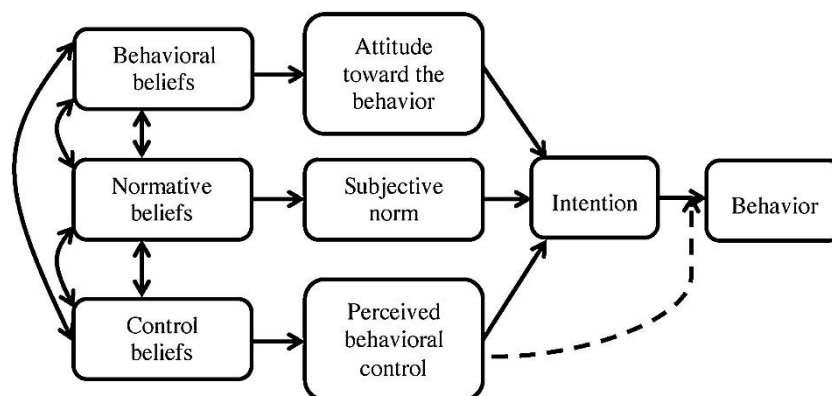 Behavioral
beliefs
Attitude
toward the
behavior
Normative
beliefs
Subjective
norm
Intention
Behavior
Control
beliefs
Perceived
behavioral
control